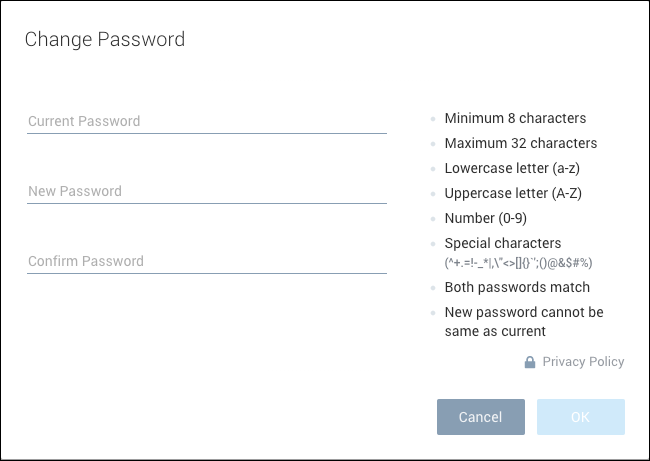 Change Password
Current Password
New Password
Confirm Password
Minimum 8 characters
Maximum 32 characters
Lowercase letter (a-z)
Uppercase letter (A-Z)
Number (0-9)
Special characters
(^+.=!-_*|,\"<>[]{}`';()@&$#%)
Both passwords match
New password cannot be
same as current
Privacy Policy
Cancel
OK